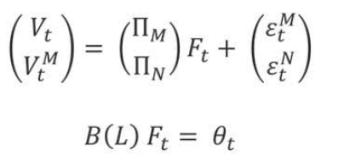 (V_t; V_t^M) = (Π_M; Π_N) F_t + (ε_t^M; ε_t^N)
B(L) F_t = θ_t